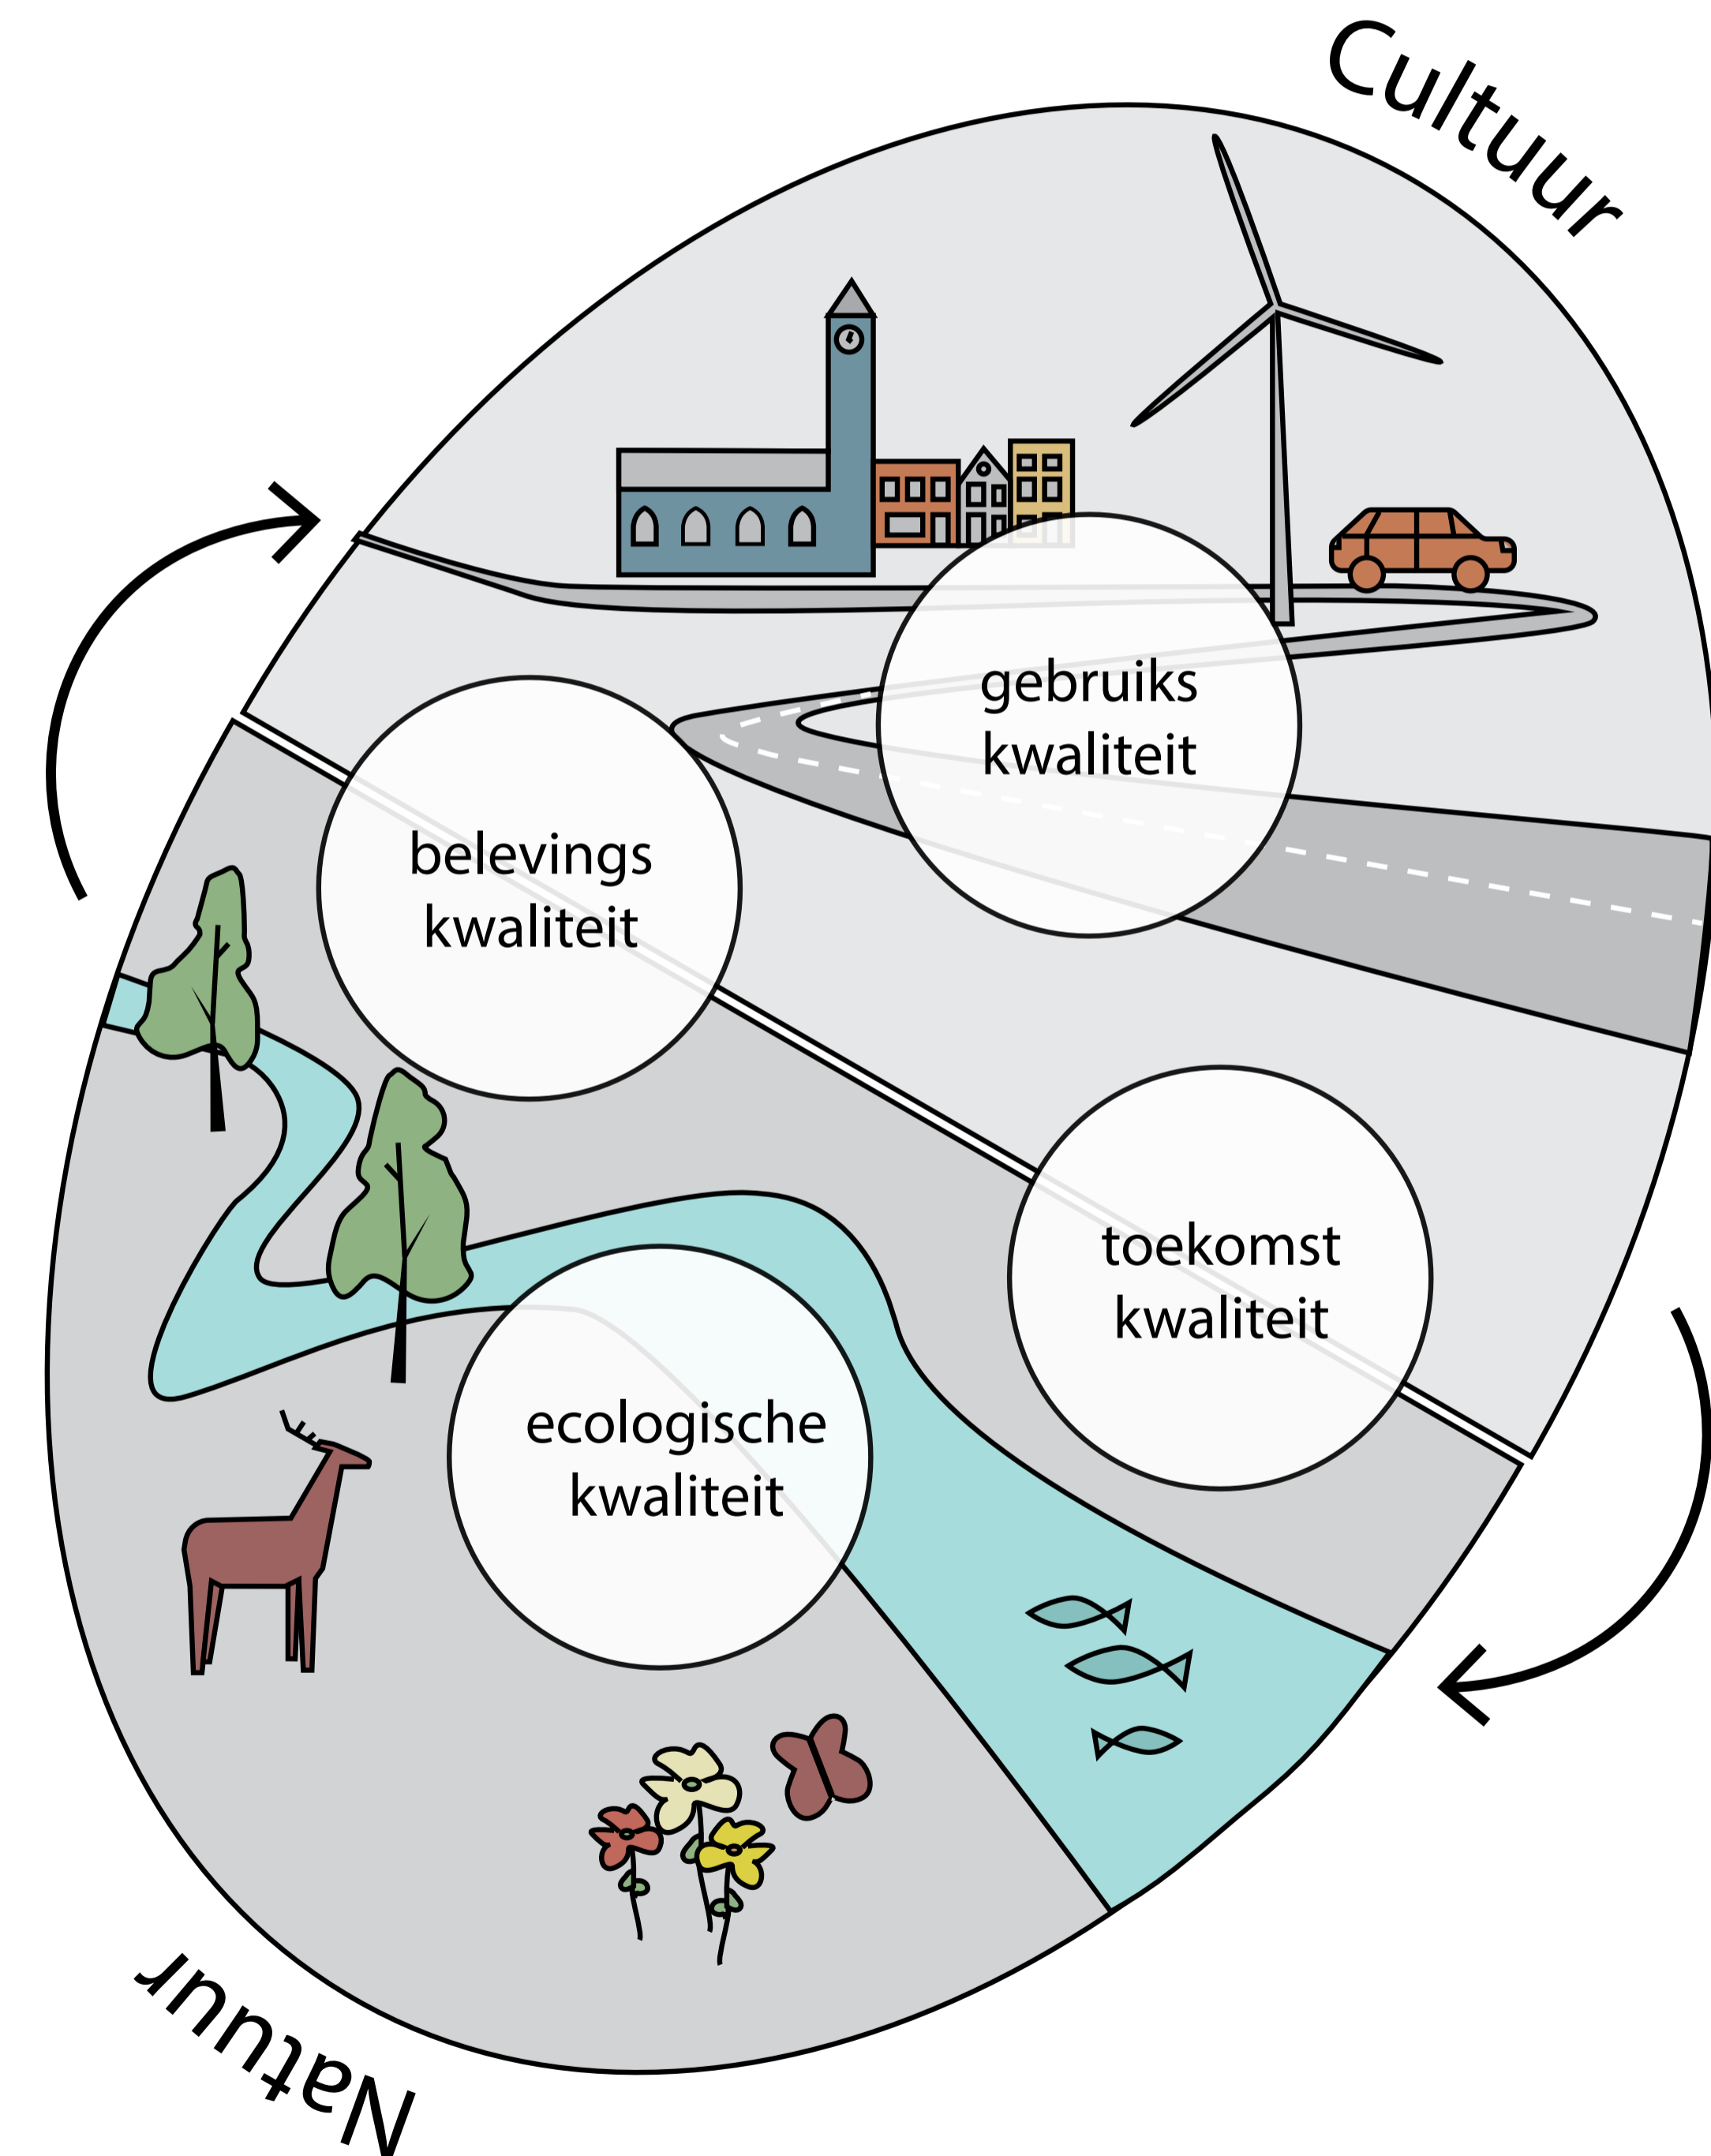 Cultuur
gebruiks
kwaliteit
belevings
kwaliteit
toekomst
kwaliteit
ecologische
kwaliteit
Natuur